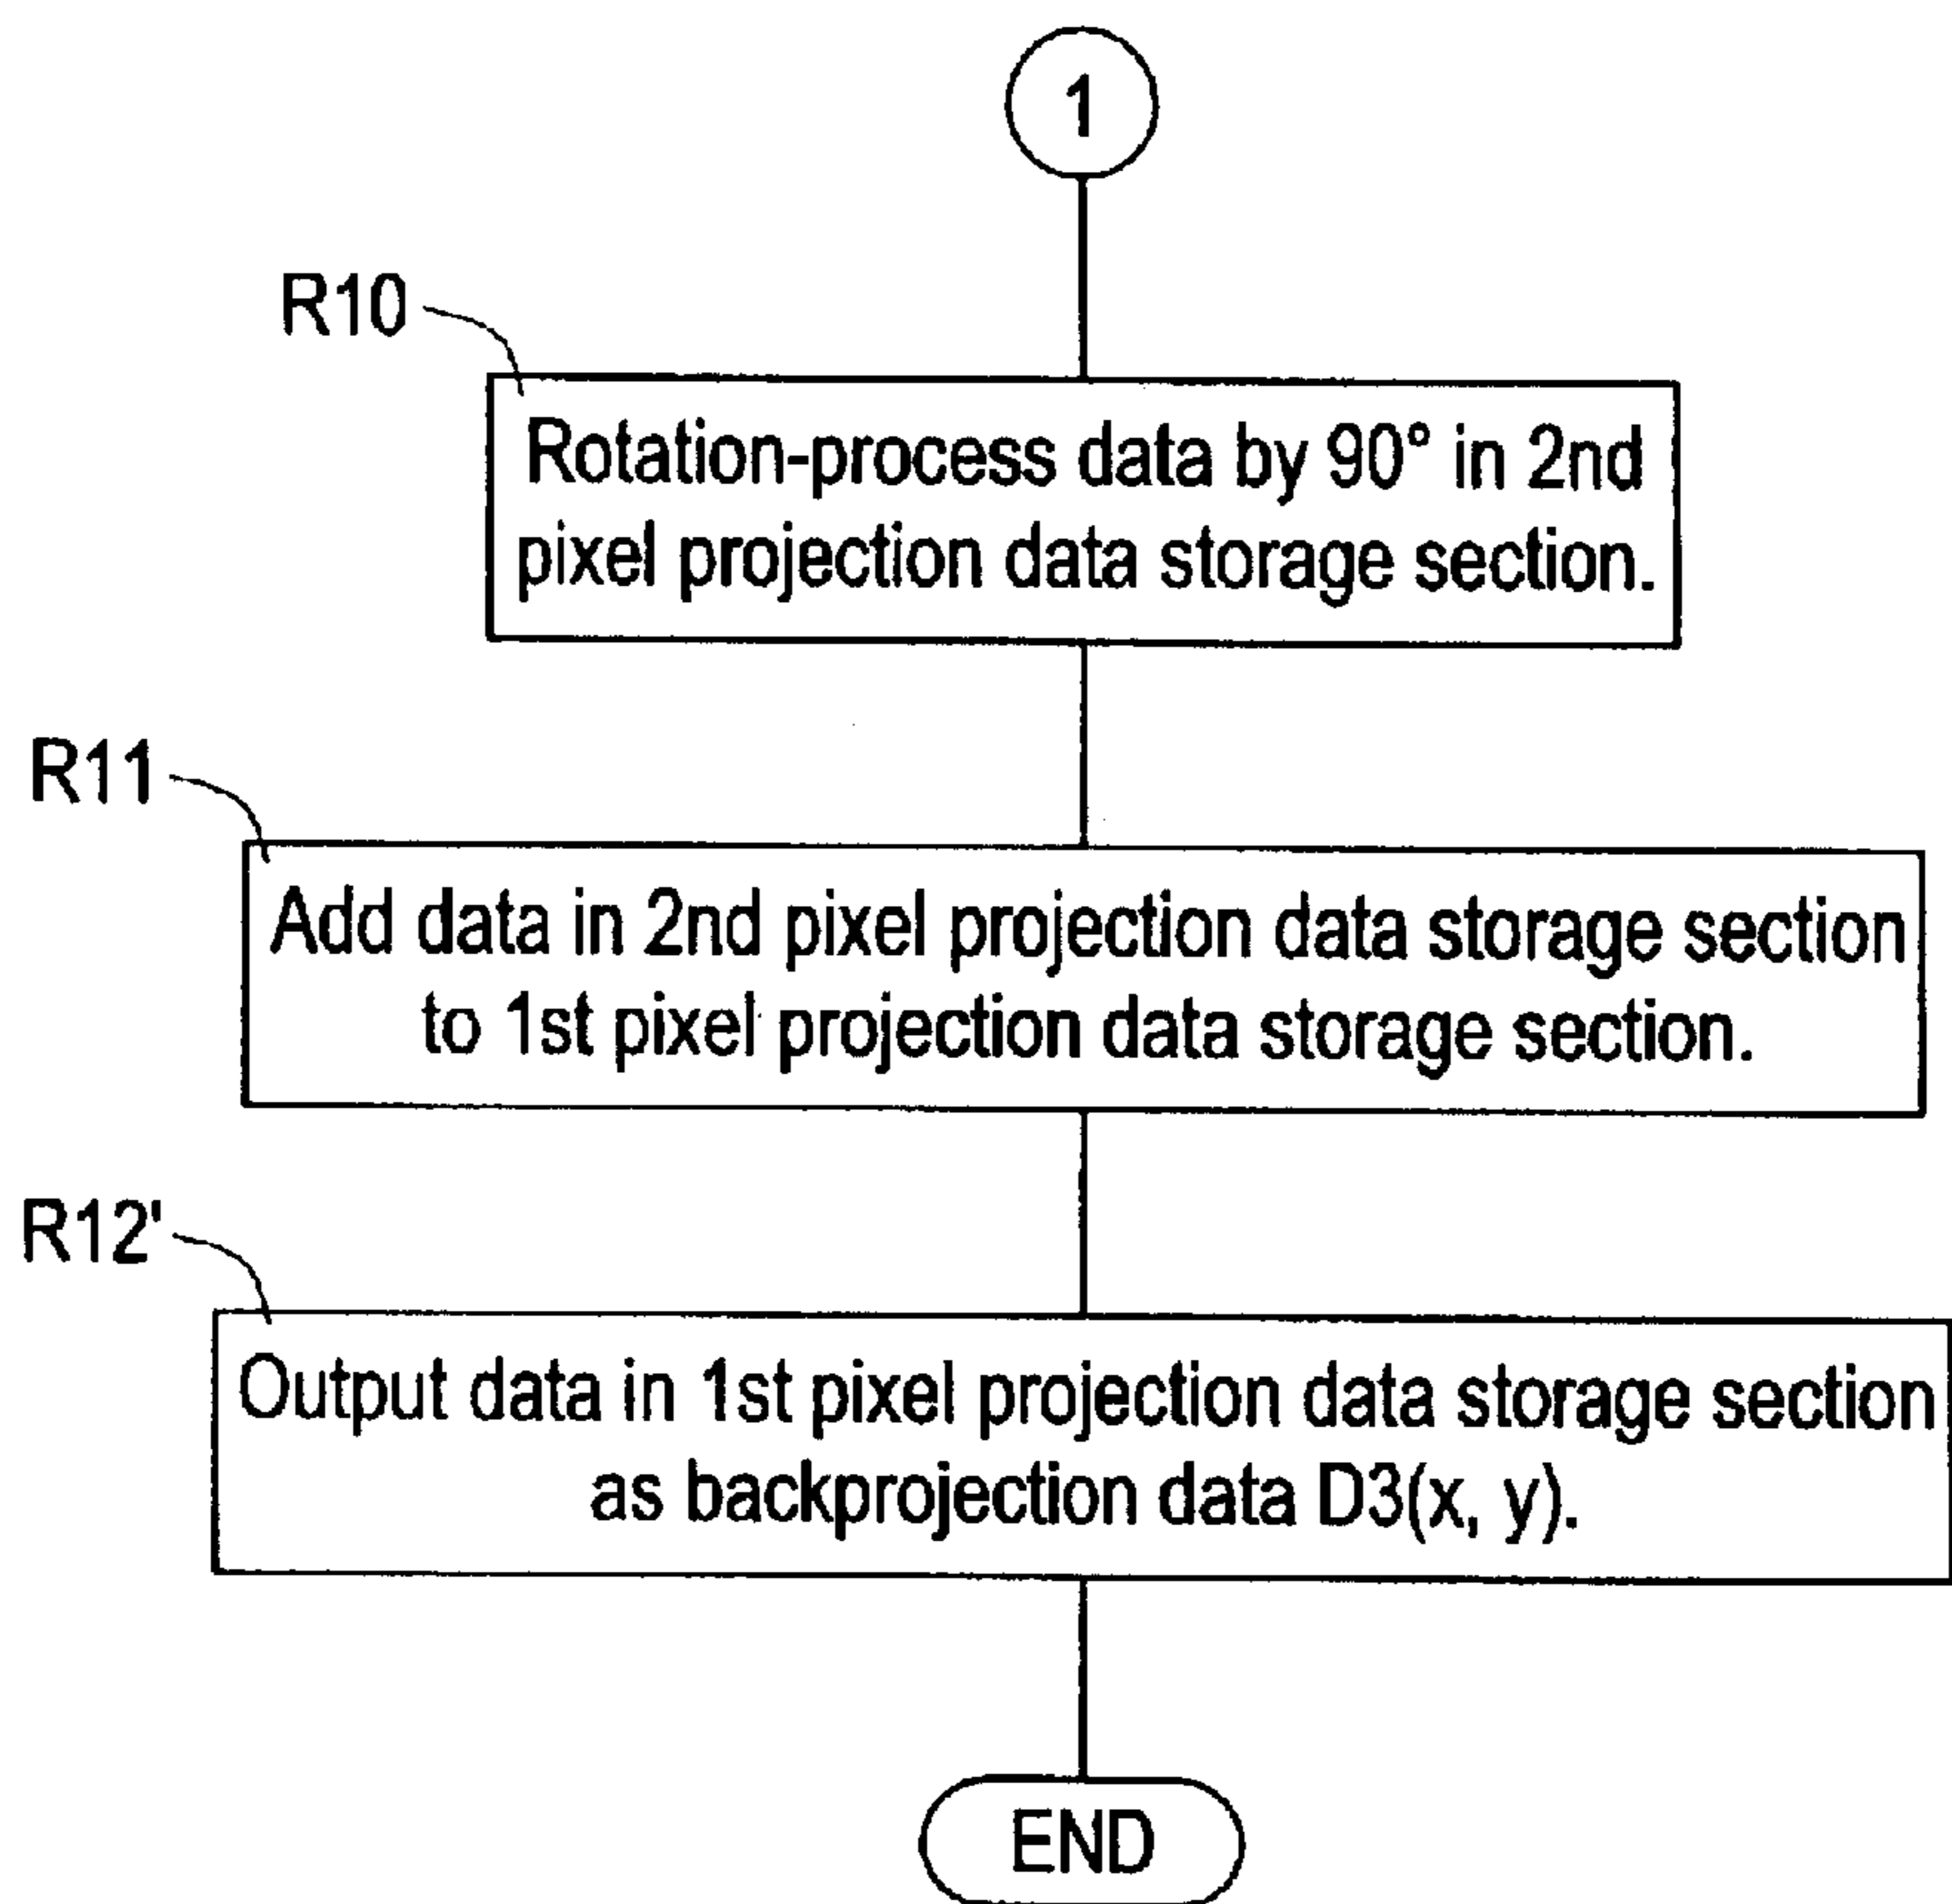 1
R10
Rotation-process data by 90° in 2nd
pixel projection data storage section.
R11
Add data in 2nd pixel projection data storage section
to 1st pixel projection data storage section.
R12'
Output data in 1st pixel projection data storage section
as backprojection data D3(x, y).
END